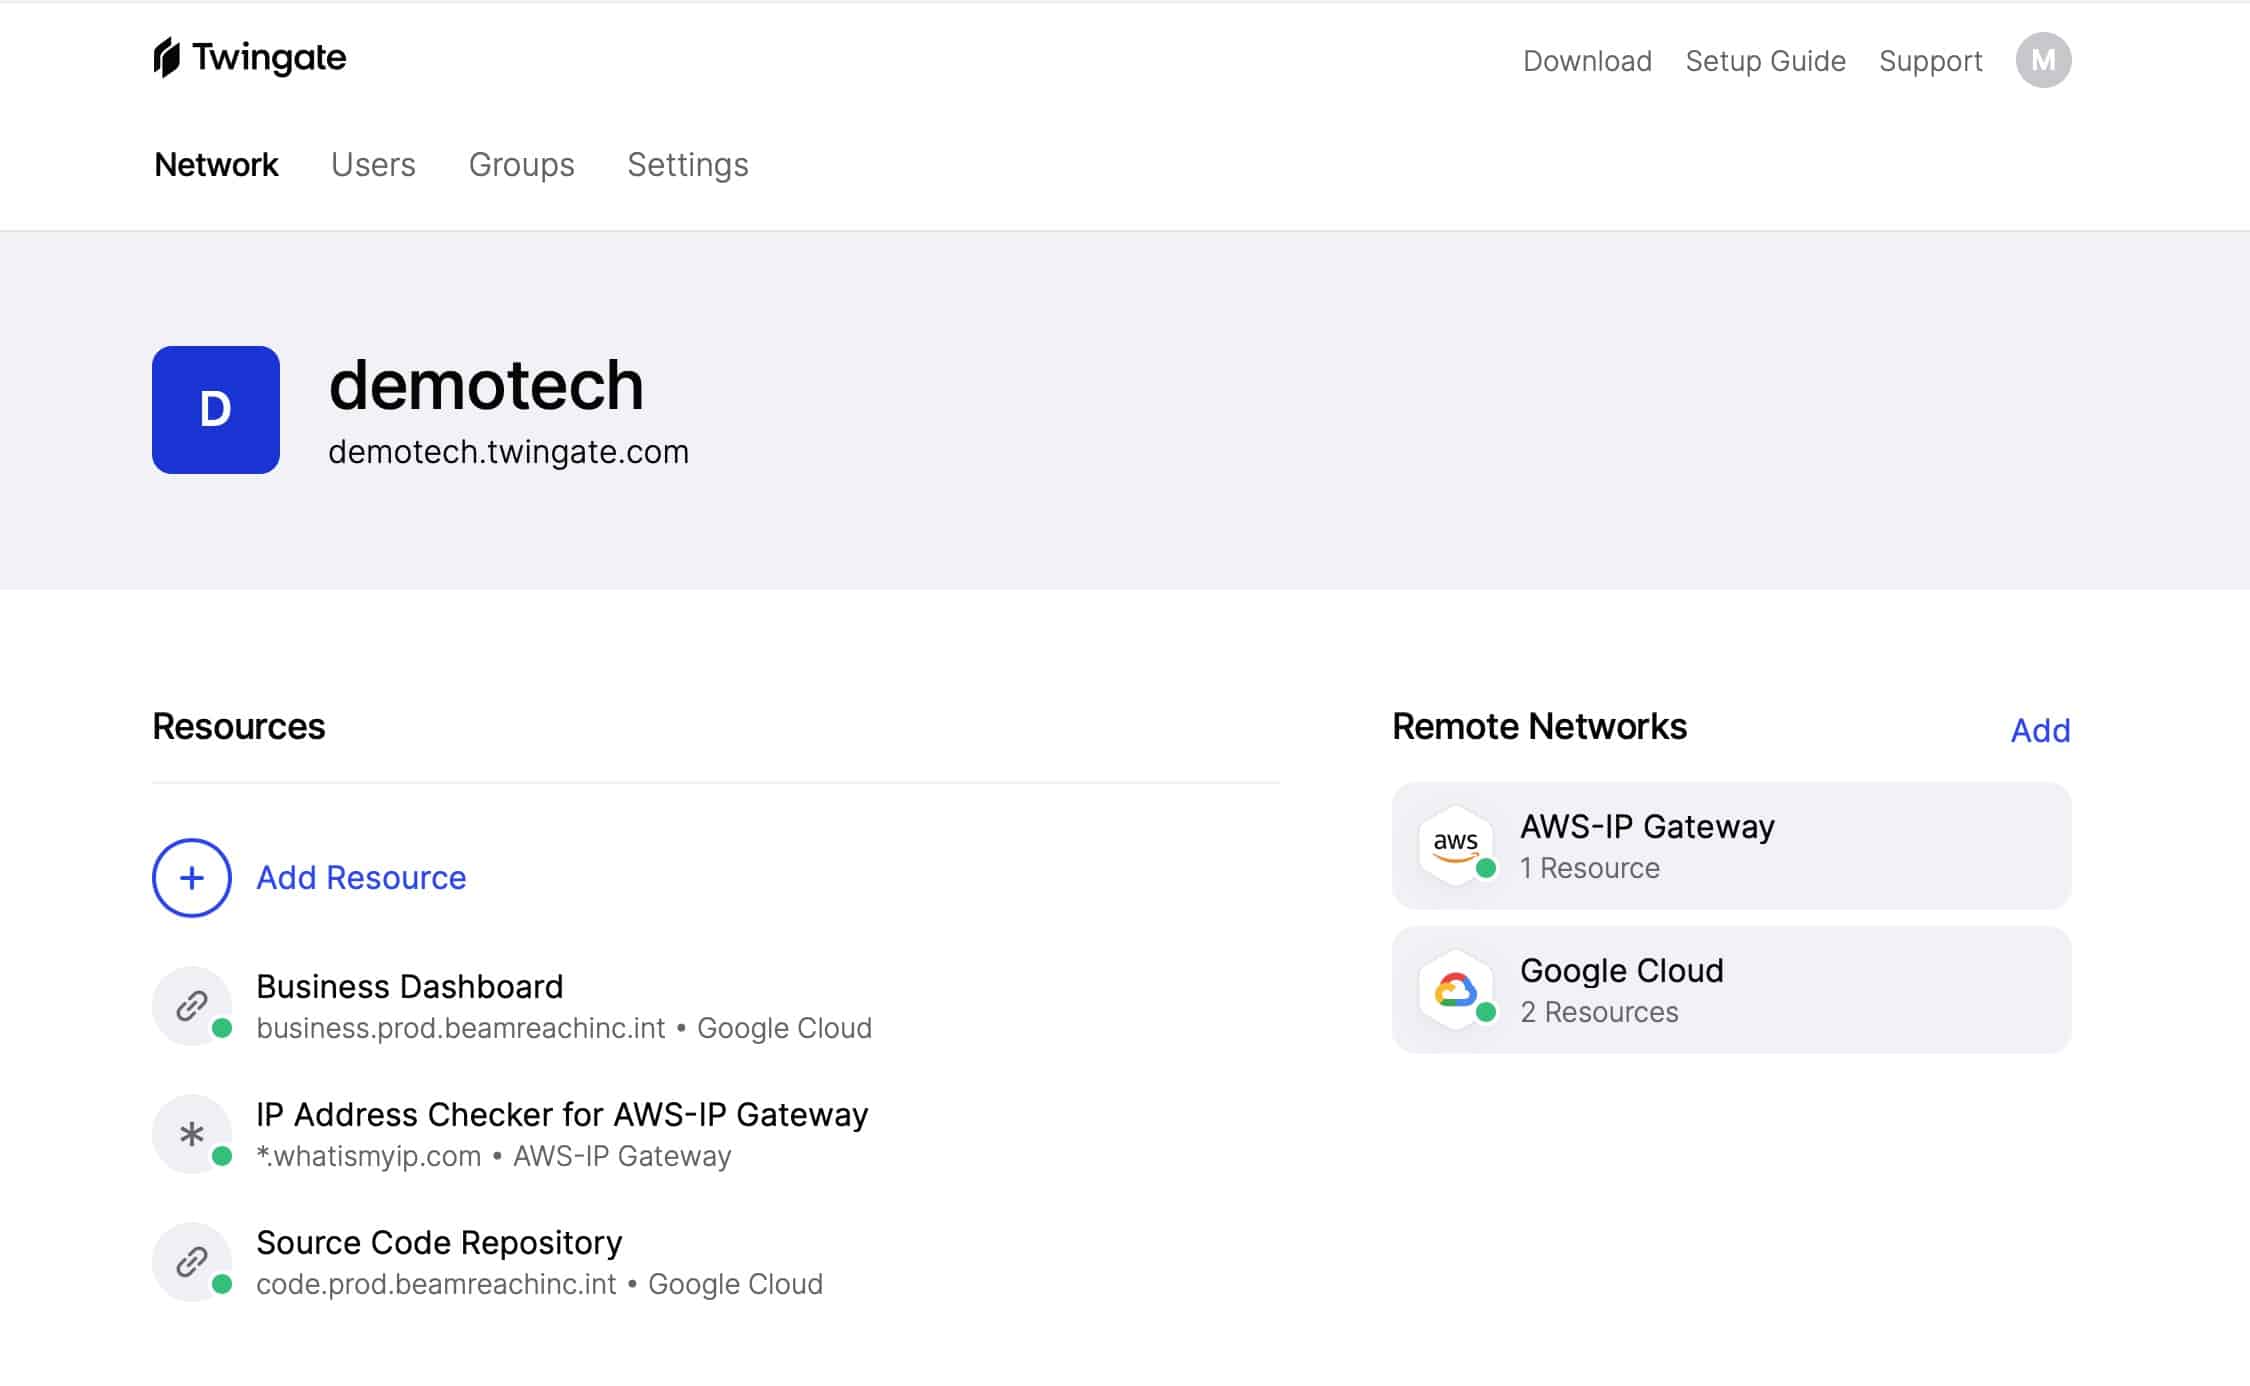 Twingate
Download Setup Guide Support M
Network Users Groups Settings
D
demotech
demotech.twingate.com
Resources
+ Add Resource
Business Dashboard
business.prod.beamreachinc.int • Google Cloud
*
IP Address Checker for AWS-IP Gateway
*.whatismyip.com • AWS-IP Gateway
Source Code Repository
code.prod.beamreachinc.int • Google Cloud
Remote Networks Add
aws
AWS-IP Gateway
1 Resource
Google Cloud
2 Resources